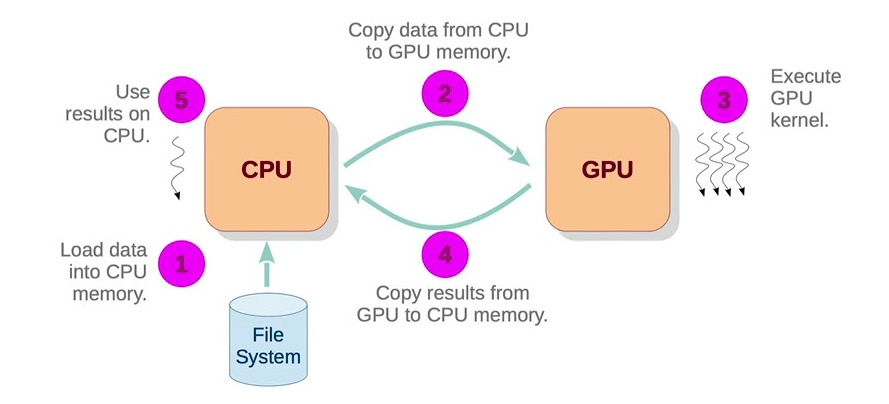 Copy data from CPU
to GPU memory.
2
5
Use
results on
CPU.
3
Execute
GPU
kernel.
CPU
GPU
1
Load data
into CPU
memory.
4
Copy results from
GPU to CPU memory.
File
System